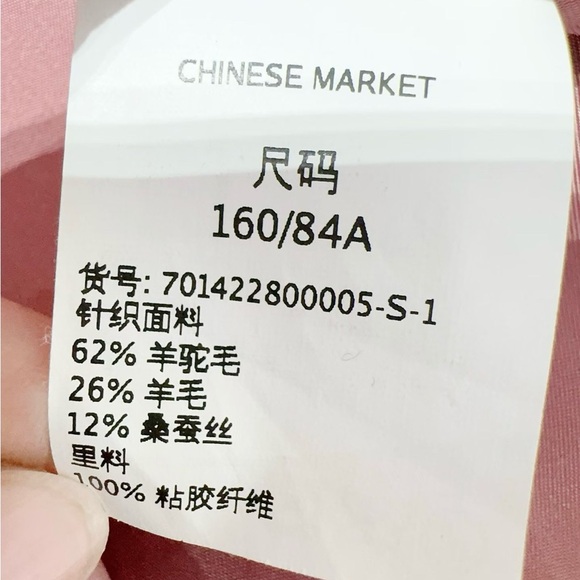 CHINESE MARKET
尺码
160/84A
货号: 701422800005-S-1
针织面料
62% 羊驼毛
26% 羊毛
12% 桑蚕丝
里料
100% 粘胶纤维